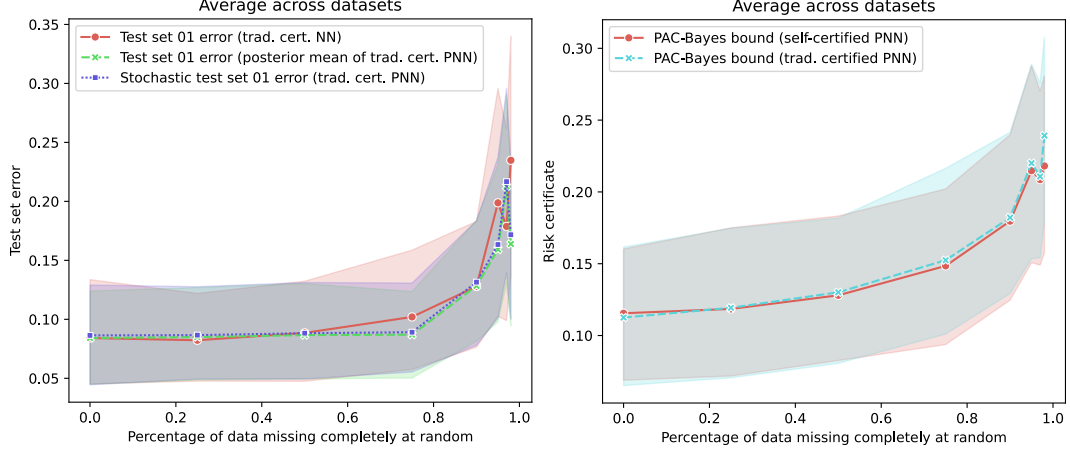 Average across datasets
Test set 01 error (trad. cert. NN)
Test set 01 error (posterior mean of trad. cert. PNN)
Stochastic test set 01 error (trad. cert. PNN)
Test set error
0.35
0.30
0.25
0.20
0.15
0.10
0.05
0.0
0.2
0.4
0.6
0.8
1.0
Percentage of data missing completely at random
Average across datasets
PAC-Bayes bound (self-certified PNN)
PAC-Bayes bound (trad. certified PNN)
Risk certificate
0.30
0.25
0.20
0.15
0.10
0.0
0.2
0.4
0.6
0.8
1.0
Percentage of data missing completely at random